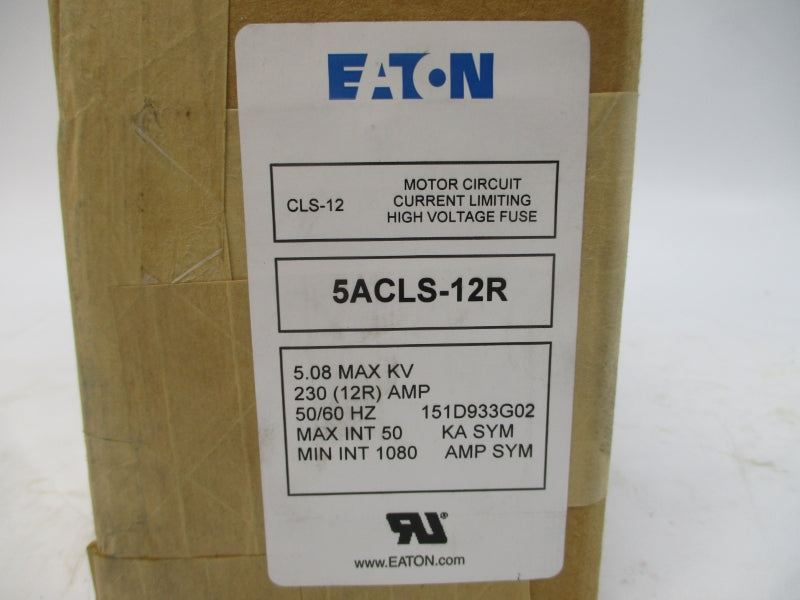 EATON
CLS-12
MOTOR CIRCUIT
CURRENT LIMITING
HIGH VOLTAGE FUSE
5ACLS-12R
5.08 MAX KV
230 (12R) AMP
50/60 HZ 151D933G02
MAX INT 50 KA SYM
MIN INT 1080 AMP SYM
RU®
www.EATON.com